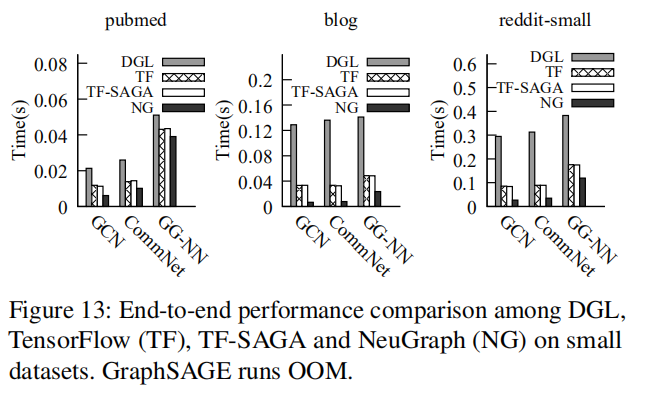 pubmed
Time(s)
0.08
0.06
0.04
0.02
0
DGL
TF
TF-SAGA
NG
GCN
CommNet
GG-NN
blog
Time(s)
0.2
0.16
0.12
0.08
0.04
0
DGL
TF
TF-SAGA
NG
GCN
CommNet
GG-NN
reddit-small
Time(s)
0.6
0.5
0.4
0.3
0.2
0.1
0
DGL
TF
TF-SAGA
NG
GCN
CommNet
GG-NN
Figure 13: End-to-end performance comparison among DGL,
TensorFlow (TF), TF-SAGA and NeuGraph (NG) on small
datasets. GraphSAGE runs OOM.